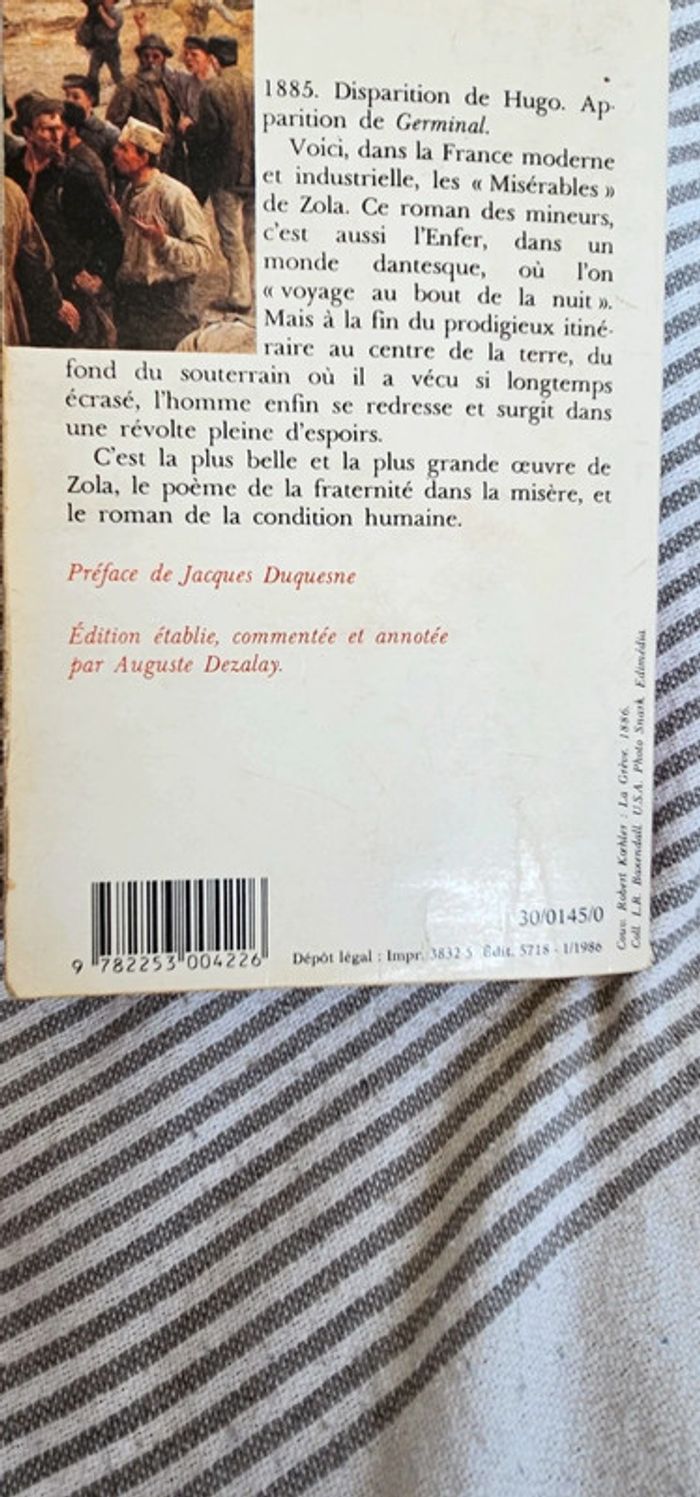 1885. Disparition de Hugo. Ap-
parition de Germinal.
Voici, dans la France moderne
et industrielle, les « Misérables »
de Zola. Ce roman des mineurs,
c'est aussi l'Enfer, dans un
monde dantesque, où l'on
« voyage au bout de la nuit ».
Mais à la fin du prodigieux itiné-
raire au centre de la terre, du
fond du souterrain où il a vécu si longtemps
écrasé, l'homme enfin se redresse et surgit dans
une révolte pleine d'espoirs.
C'est la plus belle et la plus grande œuvre de
Zola, le poème de la fraternité dans la misère, et
le roman de la condition humaine.
Préface de Jacques Duquesne
Édition établie, commentée et annotée
par Auguste Dezalay.
30/0145/0
9 782253 004226
Dépôt légal : Impr. 3832-5 Édit. 5718 - 1/1986
Couv. Robert Kœhler : La Grève. 1886.
Coll. L.R. Baxendall. U.S.A. Photo Snark Edimédia